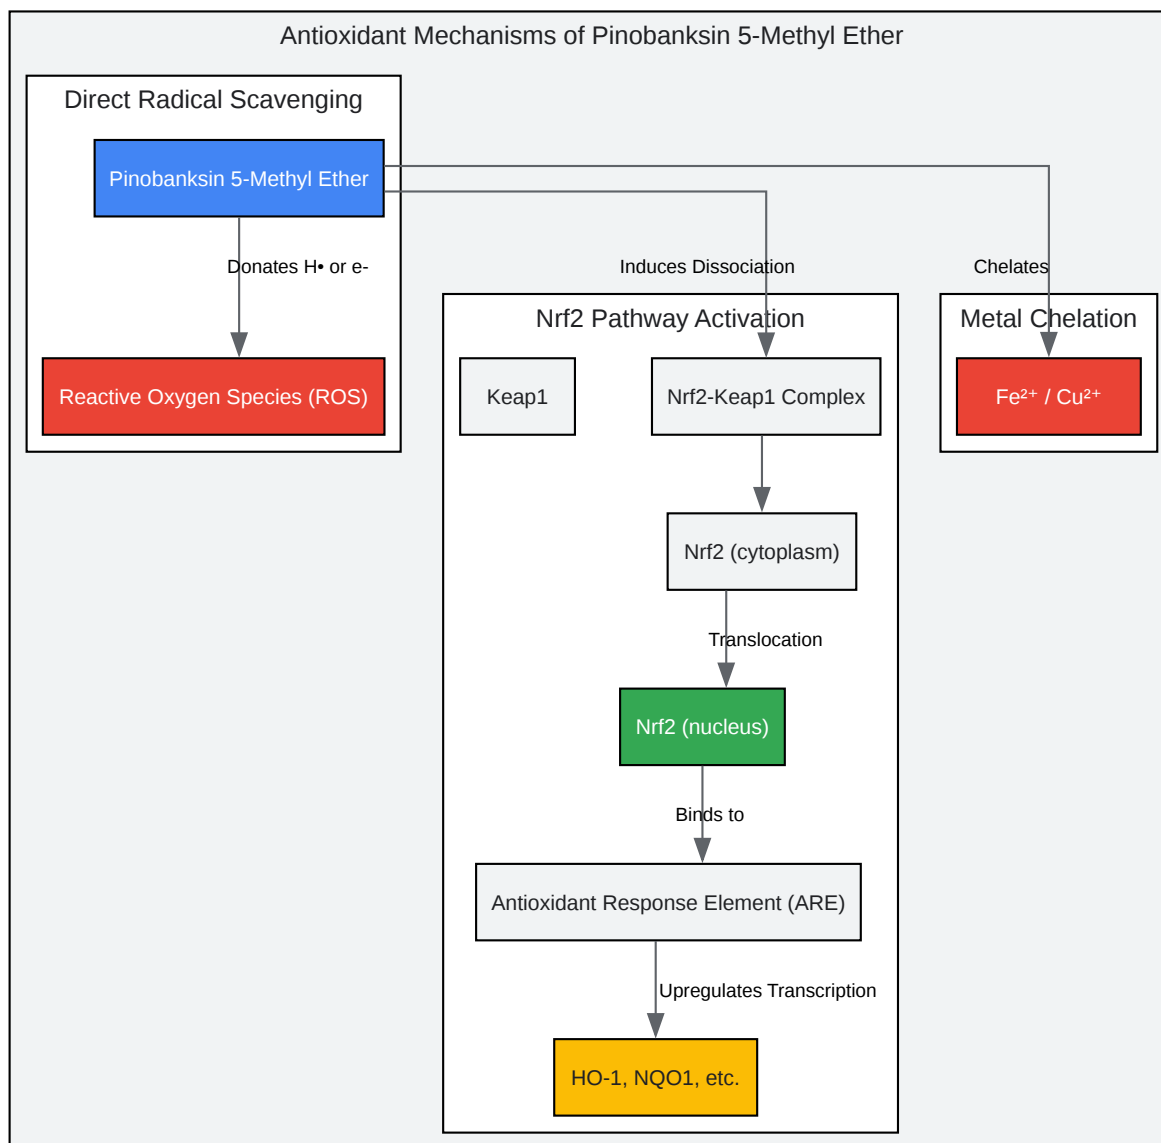 Antioxidant Mechanisms of Pinobanksin 5-Methyl Ether
Direct Radical Scavenging
Pinobanksin 5-Methyl Ether
Donates H• or e-
Induces Dissociation
Chelates
Reactive Oxygen Species (ROS)
Nrf2 Pathway Activation
Keap1
Nrf2-Keap1 Complex
Metal Chelation
Fe²⁺ / Cu²⁺
Nrf2 (cytoplasm)
Translocation
Nrf2 (nucleus)
Binds to
Antioxidant Response Element (ARE)
Upregulates Transcription
HO-1, NQO1, etc.